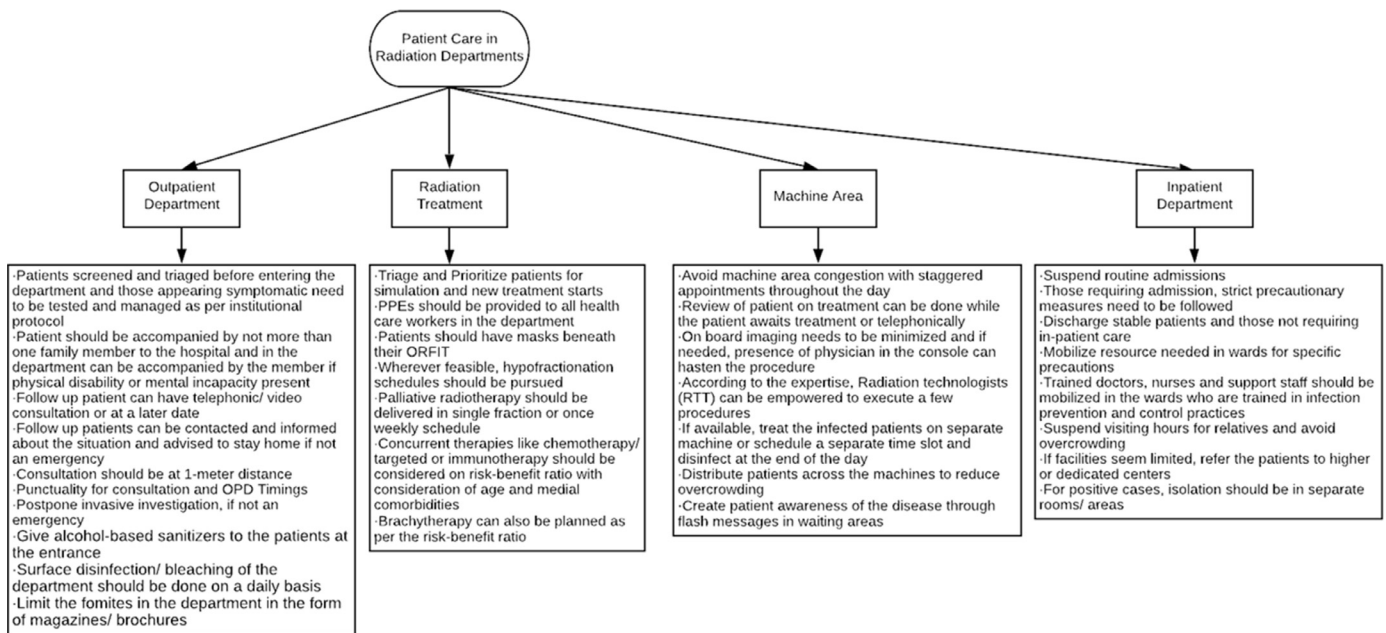 Patient Care in
Radiation Departments
Outpatient
Department
Radiation
Treatment
Machine Area
Inpatient
Department
·Patients screened and triaged before entering the
department and those appearing symptomatic need
to be tested and managed as per institutional
protocol
·Patient should be accompanied by not more than
one family member to the hospital and in the
department can be accompanied by the member if
physical disability or mental incapacity present
·Follow up patient can have telephonic/ video
consultation or at a later date
·Follow up patients can be contacted and informed
about the situation and advised to stay home if not
an emergency
·Consultation should be at 1-meter distance
·Punctuality for consultation and OPD Timings
·Postpone invasive investigation, if not an
emergency
·Give alcohol-based sanitizers to the patients at
the entrance
·Surface disinfection/ bleaching of the
department should be done on a daily basis
·Limit the fomites in the department in the form
of magazines/ brochures
·Triage and Prioritize patients for
simulation and new treatment starts
·PPEs should be provided to all health
care workers in the department
·Patients should have masks beneath
their ORFIT
·Wherever feasible, hypofractionation
schedules should be pursued
·Palliative radiotherapy should be
delivered in single fraction or once
weekly schedule
·Concurrent therapies like chemotherapy/
targeted or immunotherapy should be
considered on risk-benefit ratio with
consideration of age and medial
comorbidities
·Brachytherapy can also be planned as
per the risk-benefit ratio
·Avoid machine area congestion with staggered
appointments throughout the day
·Review of patient on treatment can be done while
the patient awaits treatment or telephonically
·On board imaging needs to be minimized and if
needed, presence of physician in the console can
hasten the procedure
·According to the expertise, Radiation technologists
(RTT) can be empowered to execute a few
procedures
·If available, treat the infected patients on separate
machine or schedule a separate time slot and
disinfect at the end of the day
·Distribute patients across the machines to reduce
overcrowding
·Create patient awareness of the disease through
flash messages in waiting areas
·Suspend routine admissions
·Those requiring admission, strict precautionary
measures need to be followed
·Discharge stable patients and those not requiring
in-patient care
·Mobilize resource needed in wards for specific
precautions
·Trained doctors, nurses and support staff should be
mobilized in the wards who are trained in infection
prevention and control practices
·Suspend visiting hours for relatives and avoid
overcrowding
·If facilities seem limited, refer the patients to higher
or dedicated centers
·For positive cases, isolation should be in separate
rooms/ areas